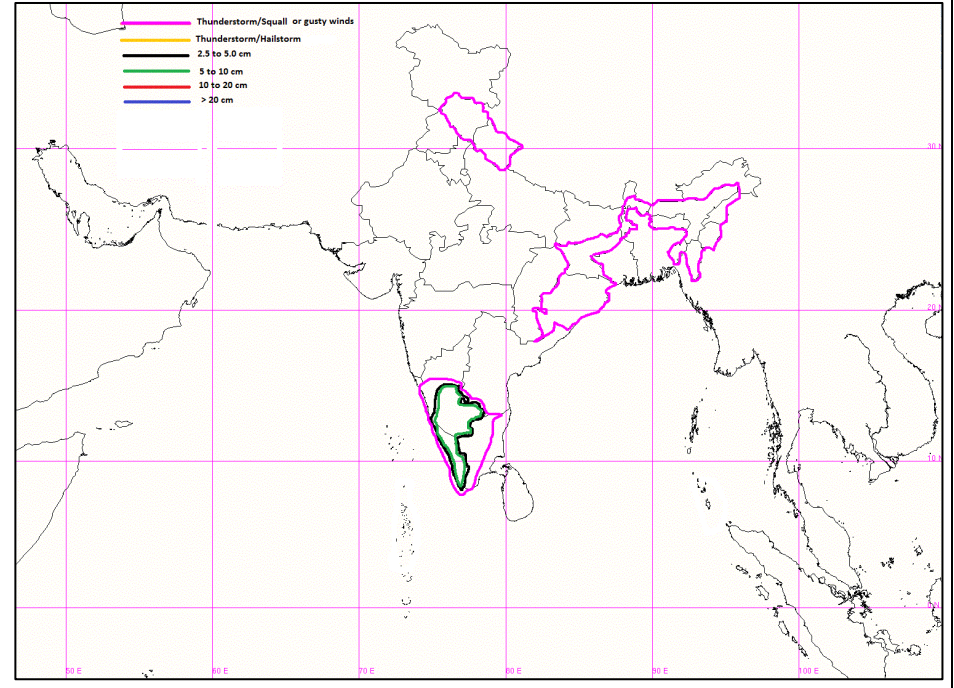 Thunderstorm/Squall or gusty winds
Thunderstorm/Hailstorm
2.5 to 5.0 cm
5 to 10 cm
10 to 20 cm
> 20 cm
30 N
20 N
10 N
50 E 60 E 70 E 80 E 90 E 100 E